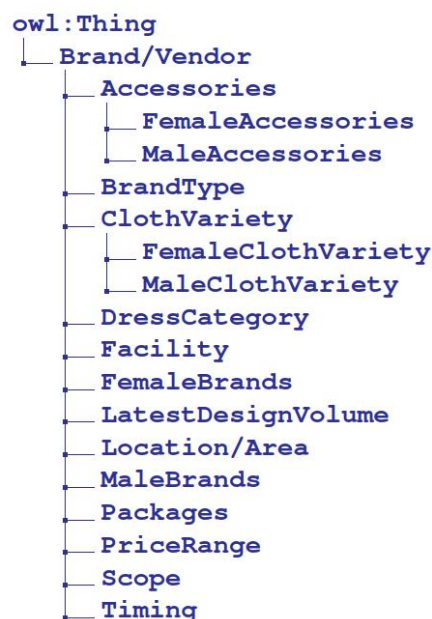 owl:Thing
Brand/Vendor
Accessories
FemaleAccessories
MaleAccessories
BrandType
ClothVariety
FemaleClothVariety
MaleClothVariety
DressCategory
Facility
FemaleBrands
LatestDesignVolume
Location/Area
MaleBrands
Packages
PriceRange
Scope
Timing